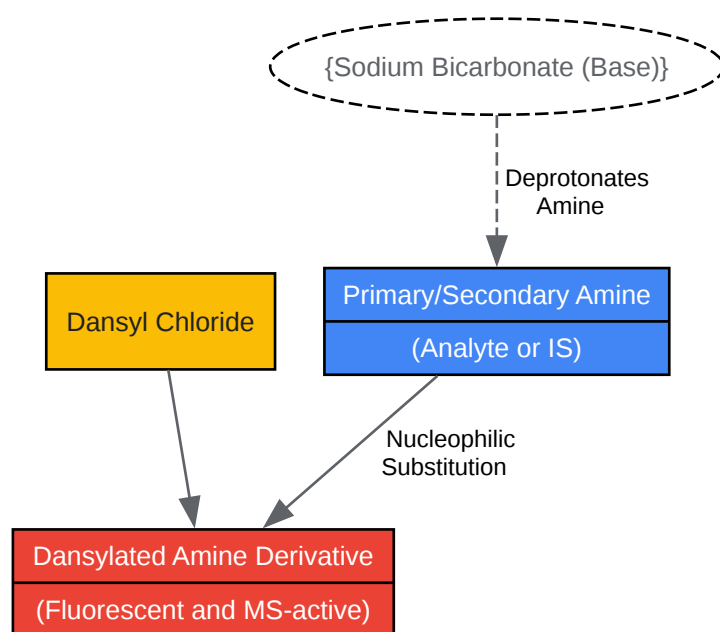 {Sodium Bicarbonate (Base)}
Deprotonates
Amine
Dansyl Chloride
Primary/Secondary Amine
(Analyte or IS)
Nucleophilic
Substitution
Dansylated Amine Derivative
(Fluorescent and MS-active)